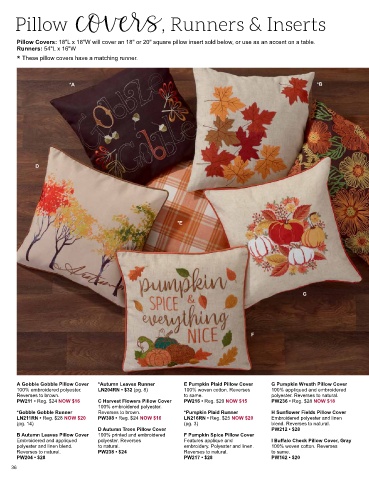 Pillow covers, Runners & Inserts
Pillow Covers: 18"L x 18"W will cover an 18" or 20" square pillow insert sold below, or use as an accent on a table.
Runners: 54"L x 16"W
* These pillow covers have a matching runner.
*A
*B
Gobble
Gobble
D
Autumn
*E
G
pumpkin
SPICE &
everything
NICE
F
A Gobble Gobble Pillow Cover
100% embroidered polyester.
Reverses to brown.
PW211 • Reg. $24 NOW $16
*Gobble Gobble Runner
LN211RN • Reg. $28 NOW $20
(pg. 14)
B Autumn Leaves Pillow Cover
Embroidered and appliqued
polyester and linen blend.
Reverses to natural.
PW204 • $28
*Autumn Leaves Runner
LN204RN • $32 (pg. 6)
C Harvest Flowers Pillow Cover
100% embroidered polyester.
Reverses to brown.
PW308 • Reg. $24 NOW $16
D Autumn Trees Pillow Cover
100% printed and embroidered
polyester. Reverses
to natural.
PW235 • $24
E Pumpkin Plaid Pillow Cover
100% woven cotton. Reverses
to same.
PW216 • Reg. $20 NOW $15
*Pumpkin Plaid Runner
LN216RN • Reg. $25 NOW $20
(pg. 3)
F Pumpkin Spice Pillow Cover
Features applique and
embroidery. Polyester and linen
Reverses to natural.
PW217 • $28
G Pumpkin Wreath Pillow Cover
100% appliqued and embroidered
polyester. Reverses to natural.
PW256 • Reg. $28 NOW $18
H Sunflower Fields Pillow Cover
Embroidered polyester and linen
blend. Reverses to natural.
PW212 • $28
I Buffalo Check Pillow Cover, Gray
100% woven cotton. Reverses
to same.
PW162 • $20
36